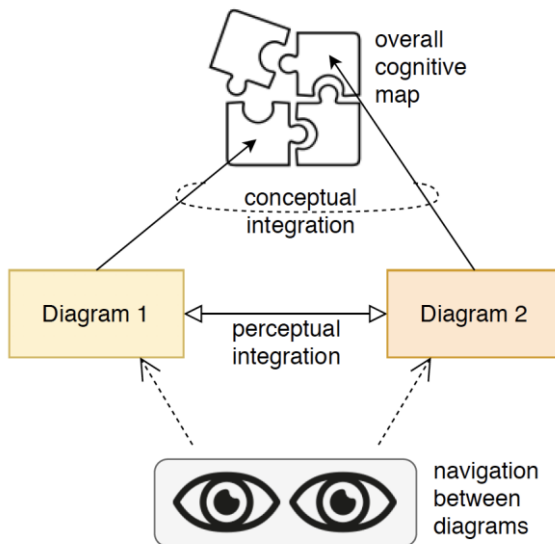 overall
cognitive
map
conceptual
integration
Diagram 1
Diagram 2
perceptual
integration
navigation
between
diagrams